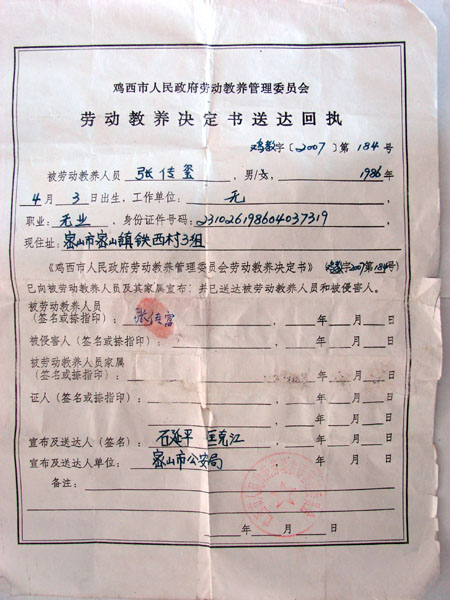 鸡西市人民政府劳动教养管理委员会
劳动教养决定书送达回执
鸡教字〔2007〕第184号
被劳动教养人员 张传玺，男/女，1986年
4月3日出生，工作单位：无
职业：无业，身份证件号码：231026198604037319
现住址：密山市密山镇铁西村3组
《鸡西市人民政府劳动教养管理委员会劳动教养决定书》（鸡教字2007第184号）
已向被劳动教养人员及其家属宣布；并已送达被劳动教养人员和被侵害人。
被劳动教养人员
（签名或捺指印）：张传富 年 月 日
被侵害人（签名或捺指印）： 年 月 日
被劳动教养人员家属
（签名或捺指印）： 年 月 日
证人（签名或捺指印）： 年 月 日
年 月 日
宣布及送达人（签名）：石延平 匡克江， 年 月 日
宣布及送达人单位：密山市公安局， 年 月 日
备注：
年 月 日